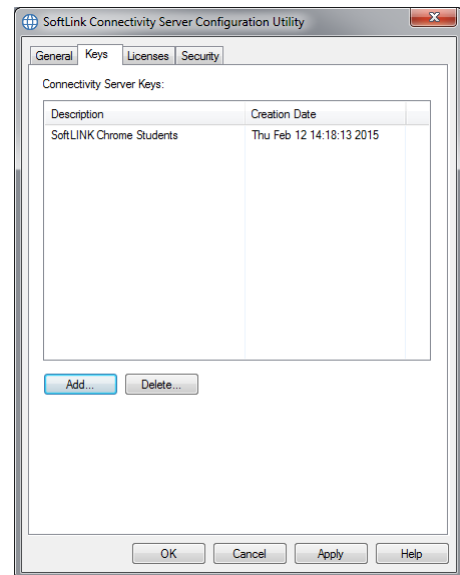 SoftLink Connectivity Server Configuration Utility
General Keys Licenses Security
Connectivity Server Keys:
Description Creation Date
SoftLINK Chrome Students Thu Feb 12 14:18:13 2015
Add... Delete...
OK Cancel Apply Help